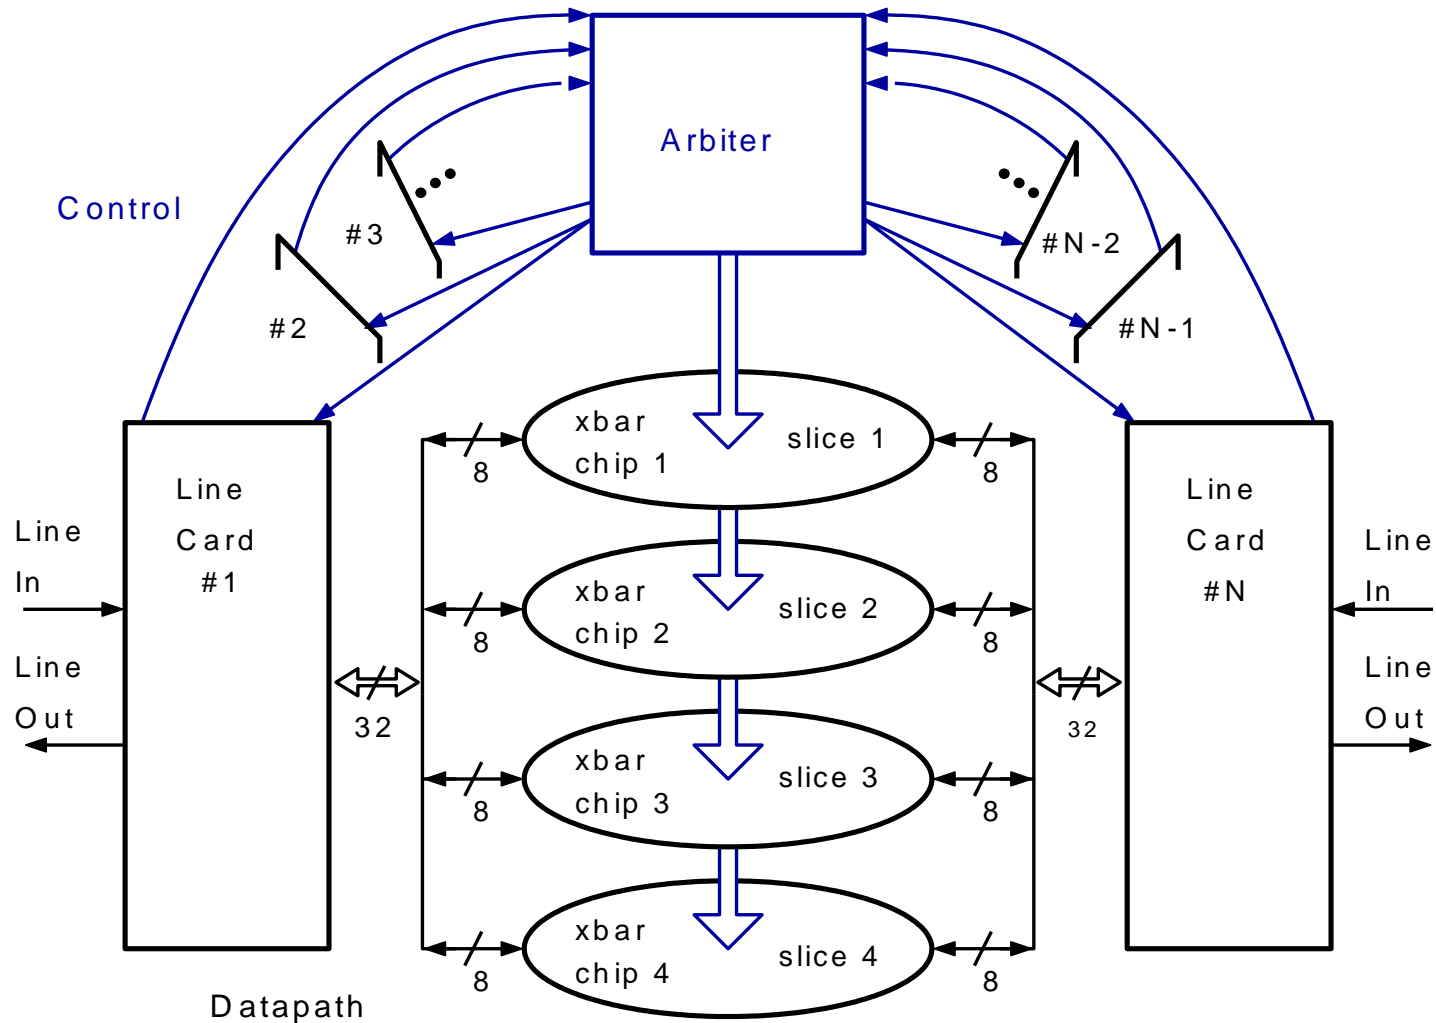 Arbiter
Control
#3
#2
#N-2
#N-1
xbar
chip 1
slice 1
8
8
Line
Card
#1
Line
Card
#N
Line
In
Line
In
xbar
chip 2
slice 2
8
8
Line
Out
Line
Out
32
32
xbar
chip 3
slice 3
8
8
xbar
chip 4
slice 4
8
8
Datapath